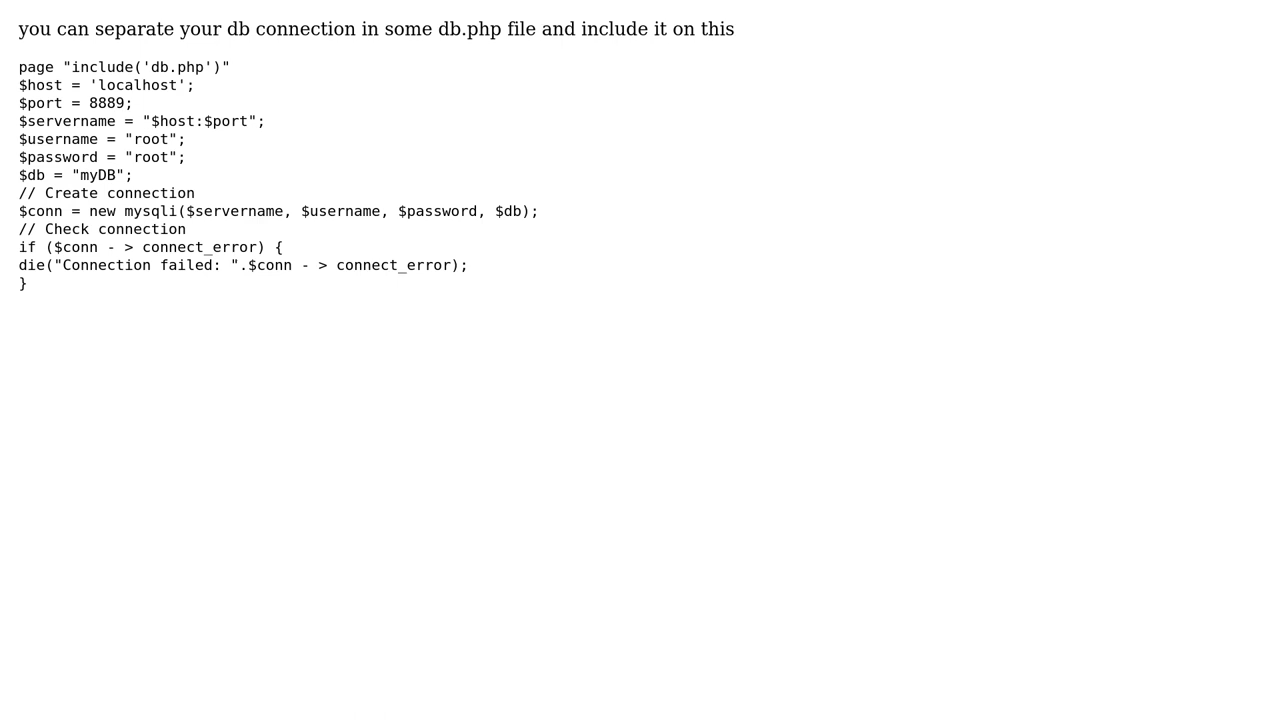 you can separate your db connection in some db.php file and include it on this
page "include('db.php')"
$host = 'localhost';
$port = 8889;
$servername = "$host:$port";
$username = "root";
$password = "root";
$db = "myDB";
// Create connection
$conn = new mysqli($servername, $username, $password, $db);
// Check connection
if ($conn - > connect_error) {
die("Connection failed: ".$conn - > connect_error);
}